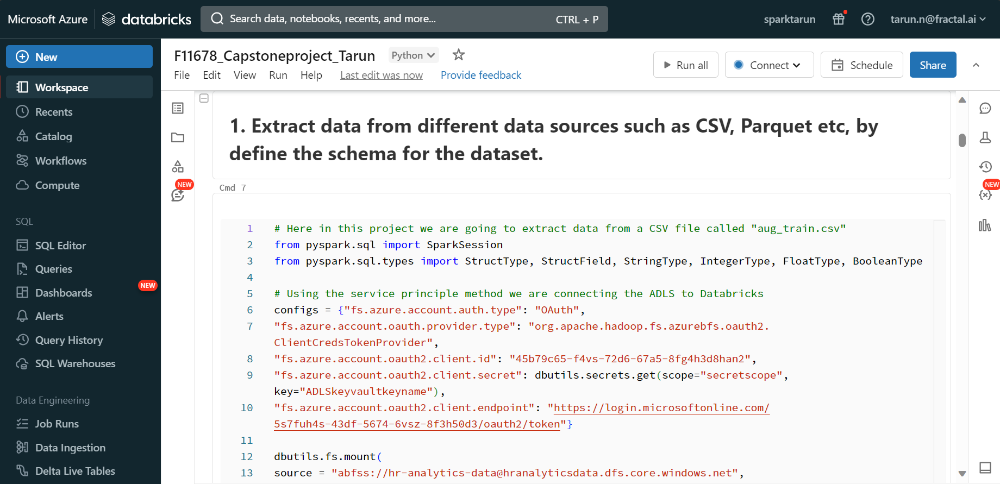 Microsoft Azure databricks Search data, notebooks, recents, and more... CTRL + P sparktarun tarun.n@fractal.ai
New
Workspace
Recents
Catalog
Workflows
Compute
SQL
SQL Editor
Queries
NEW
Dashboards
Alerts
Query History
SQL Warehouses
Data Engineering
Job Runs
Data Ingestion
Delta Live Tables
F11678_Capstoneproject_Tarun Python
File Edit View Run Help Last edit was now Provide feedback
Run all Connect Schedule Share
NEW
NEW
1. Extract data from different data sources such as CSV, Parquet etc, by
define the schema for the dataset.
Cmd 7
1 # Here in this project we are going to extract data from a CSV file called "aug_train.csv"
2 from pyspark.sql import SparkSession
3 from pyspark.sql.types import StructType, StructField, StringType, IntegerType, FloatType, BooleanType
4
5 # Using the service principle method we are connecting the ADLS to Databricks
6 configs = {"fs.azure.account.auth.type": "OAuth",
7 "fs.azure.account.oauth.provider.type": "org.apache.hadoop.fs.azurebfs.oauth2.
ClientCredsTokenProvider",
8 "fs.azure.account.oauth2.client.id": "45b79c65-f4vs-72d6-67a5-8fg4h3d8han2",
9 "fs.azure.account.oauth2.client.secret": dbutils.secrets.get(scope="secretscope",
key="ADLSkeyvaultkeyname"),
10 "fs.azure.account.oauth2.client.endpoint": "https://login.microsoftonline.com/
5s7fuh4s-43df-5674-6vsz-8f3h50d3/oauth2/token"}
11
12 dbutils.fs.mount(
13 source = "abfss://hr-analytics-data@hranalyticsdata.dfs.core.windows.net",